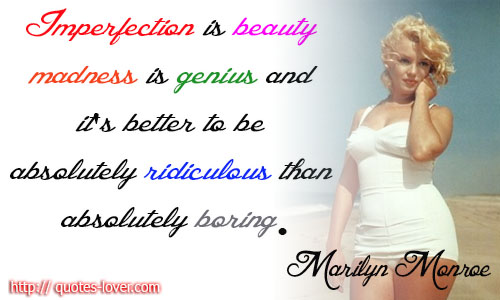 Imperfection is beauty
madness is genius and
it's better to be
absolutely ridiculous than
absolutely boring.
Marilyn Monroe
http:// quotes-lover.com